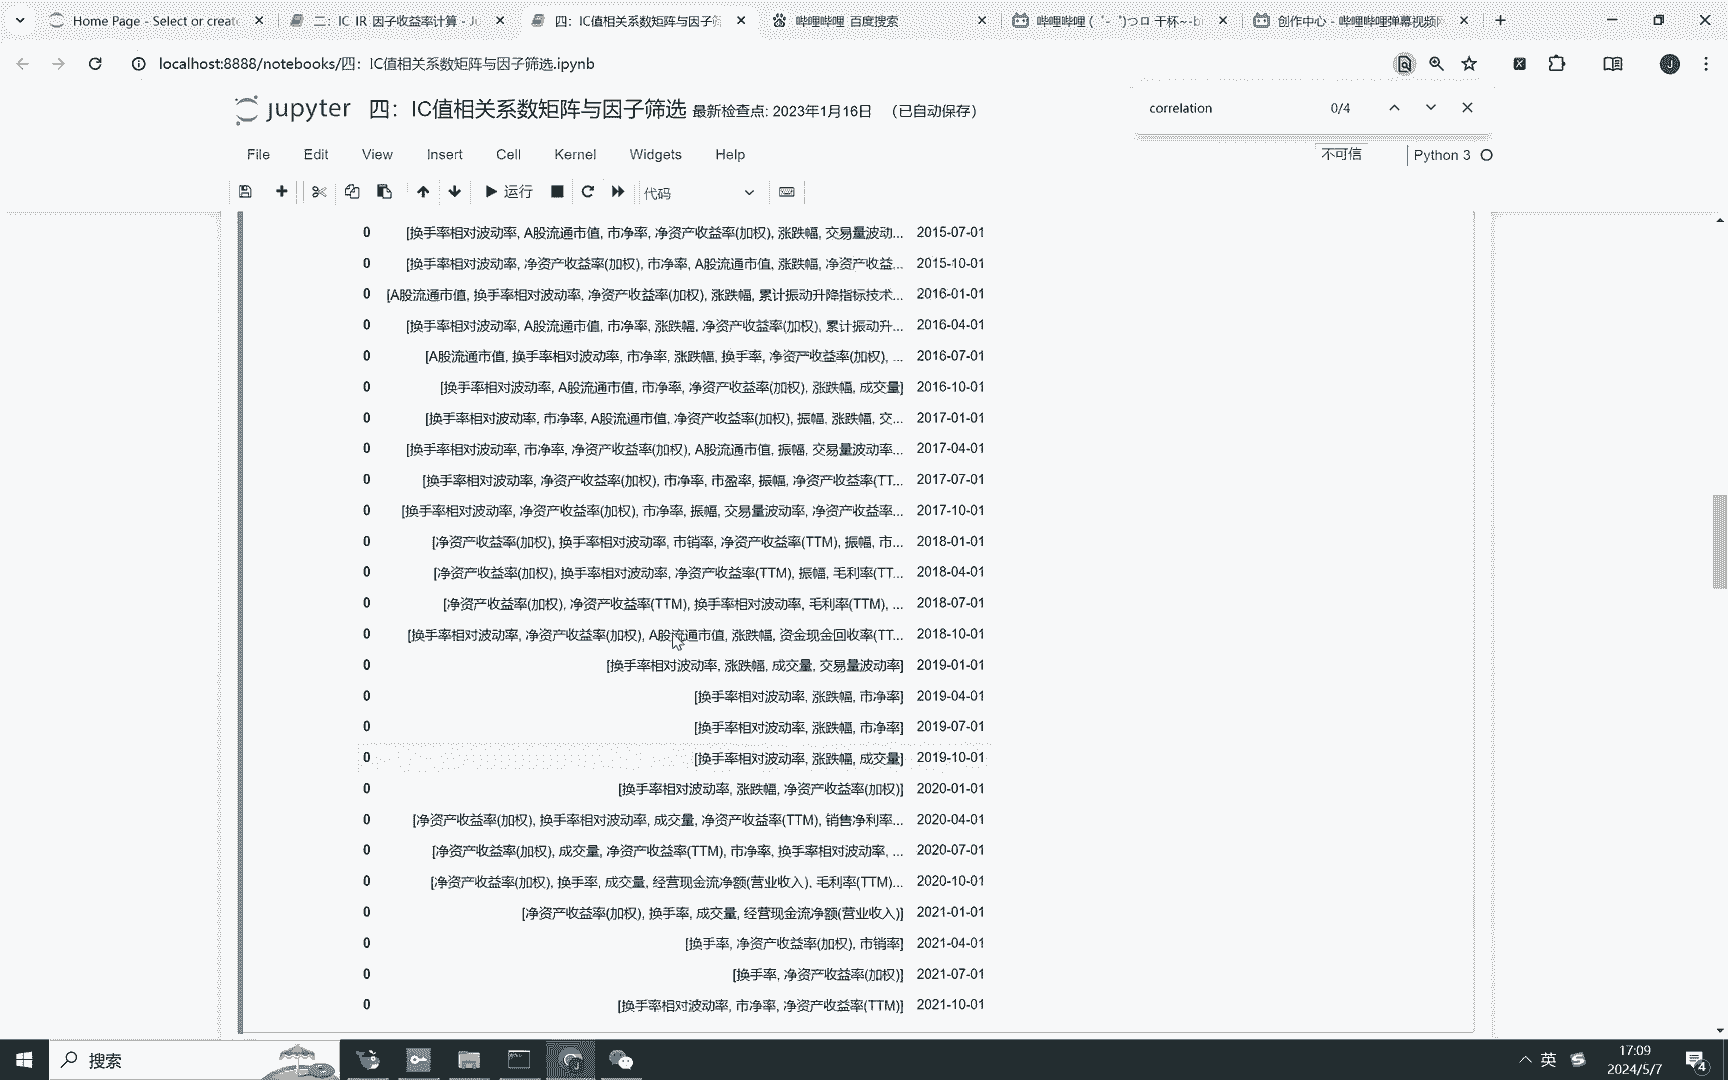 Home Page - Select or create
二：IC_IR_因子收益率计算 - Ju
四：IC值相关系数矩阵与因子筛
哔哩哔哩_百度搜索
哔哩哔哩 (゜-゜)つロ 干杯~-b
创作中心 - 哔哩哔哩弹幕视频网
localhost:8888/notebooks/四：IC值相关系数矩阵与因子筛选.ipynb
correlation 0/4
jupyter 四：IC值相关系数矩阵与因子筛选 最新检查点: 2023年1月16日 (已自动保存)
File Edit View Insert Cell Kernel Widgets Help
不可信 Python 3
运行 代码
0 [换手率相对波动率, A股流通市值, 市净率, 净资产收益率(加权), 涨跌幅, 交易量波动... 2015-07-01
0 [换手率相对波动率, 净资产收益率(加权), 市净率, A股流通市值, 涨跌幅, 净资产收益... 2015-10-01
0 [A股流通市值, 换手率相对波动率, 净资产收益率(加权), 涨跌幅, 累计振动升降指标技术... 2016-01-01
0 [换手率相对波动率, A股流通市值, 市净率, 涨跌幅, 净资产收益率(加权), 累计振动升... 2016-04-01
0 [A股流通市值, 换手率相对波动率, 市净率, 涨跌幅, 换手率, 净资产收益率(加权), ... 2016-07-01
0 [换手率相对波动率, A股流通市值, 市净率, 净资产收益率(加权), 涨跌幅, 成交量] 2016-10-01
0 [换手率相对波动率, 市净率, A股流通市值, 净资产收益率(加权), 振幅, 涨跌幅, 交... 2017-01-01
0 [换手率相对波动率, 市净率, 净资产收益率(加权), A股流通市值, 振幅, 交易量波动率... 2017-04-01
0 [换手率相对波动率, 净资产收益率(加权), 市净率, 市盈率, 振幅, 净资产收益率(TT... 2017-07-01
0 [换手率相对波动率, 净资产收益率(加权), 市净率, 振幅, 交易量波动率, 净资产收益率... 2017-10-01
0 [净资产收益率(加权), 换手率相对波动率, 市销率, 净资产收益率(TTM), 振幅, 市... 2018-01-01
0 [净资产收益率(加权), 换手率相对波动率, 净资产收益率(TTM), 振幅, 毛利率(TT... 2018-04-01
0 [净资产收益率(加权), 净资产收益率(TTM), 换手率相对波动率, 毛利率(TTM), ... 2018-07-01
0 [换手率相对波动率, 净资产收益率(加权), A股流通市值, 涨跌幅, 资金现金回收率(TT... 2018-10-01
0 [换手率相对波动率, 涨跌幅, 成交量, 交易量波动率] 2019-01-01
0 [换手率相对波动率, 涨跌幅, 市净率] 2019-04-01
0 [换手率相对波动率, 涨跌幅, 市净率] 2019-07-01
0 [换手率相对波动率, 涨跌幅, 成交量] 2019-10-01
0 [换手率相对波动率, 涨跌幅, 净资产收益率(加权)] 2020-01-01
0 [净资产收益率(加权), 换手率相对波动率, 成交量, 净资产收益率(TTM), 销售净利率... 2020-04-01
0 [净资产收益率(加权), 成交量, 净资产收益率(TTM), 市净率, 换手率相对波动率, ... 2020-07-01
0 [净资产收益率(加权), 换手率, 成交量, 经营现金流净额(营业收入), 毛利率(TTM)... 2020-10-01
0 [净资产收益率(加权), 换手率, 成交量, 经营现金流净额(营业收入)] 2021-01-01
0 [换手率, 净资产收益率(加权), 市销率] 2021-04-01
0 [换手率, 净资产收益率(加权)] 2021-07-01
0 [换手率相对波动率, 市净率, 净资产收益率(TTM)] 2021-10-01
搜索
英
17:09
2024/5/7
4